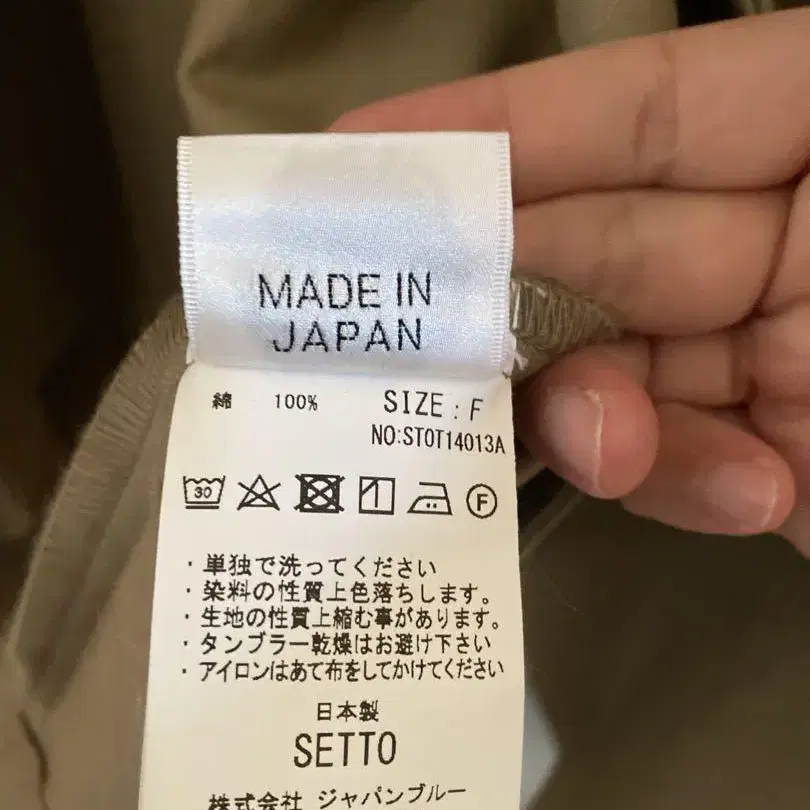 MADE IN
JAPAN
綿 100% SIZE : F
NO:STOT14013A
30 F
・単独で洗ってください
・染料の性質上色落ちします。
・生地の性質上縮む事があります。
・タンブラー乾燥はお避け下さい
・アイロンはあて布をしてかけてください
日本製
SETTO
株式会社 ジャパンブルー